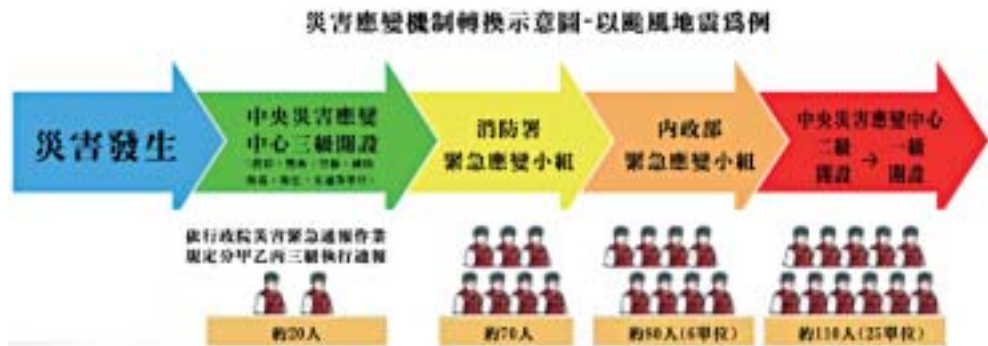 災害應變機制轉換示意圖-以颱風地震爲例
災害發生
中央災害應變
中心三級開設
消防署
緊急應變小組
內政部
緊急應變小組
中央災害應變中心
二級 → 一級
開設 開設
依行政院災害緊急通報作業
規定分甲乙丙三級執行通報
約20人
約70人
約80人(6單位)
約110人(25單位)